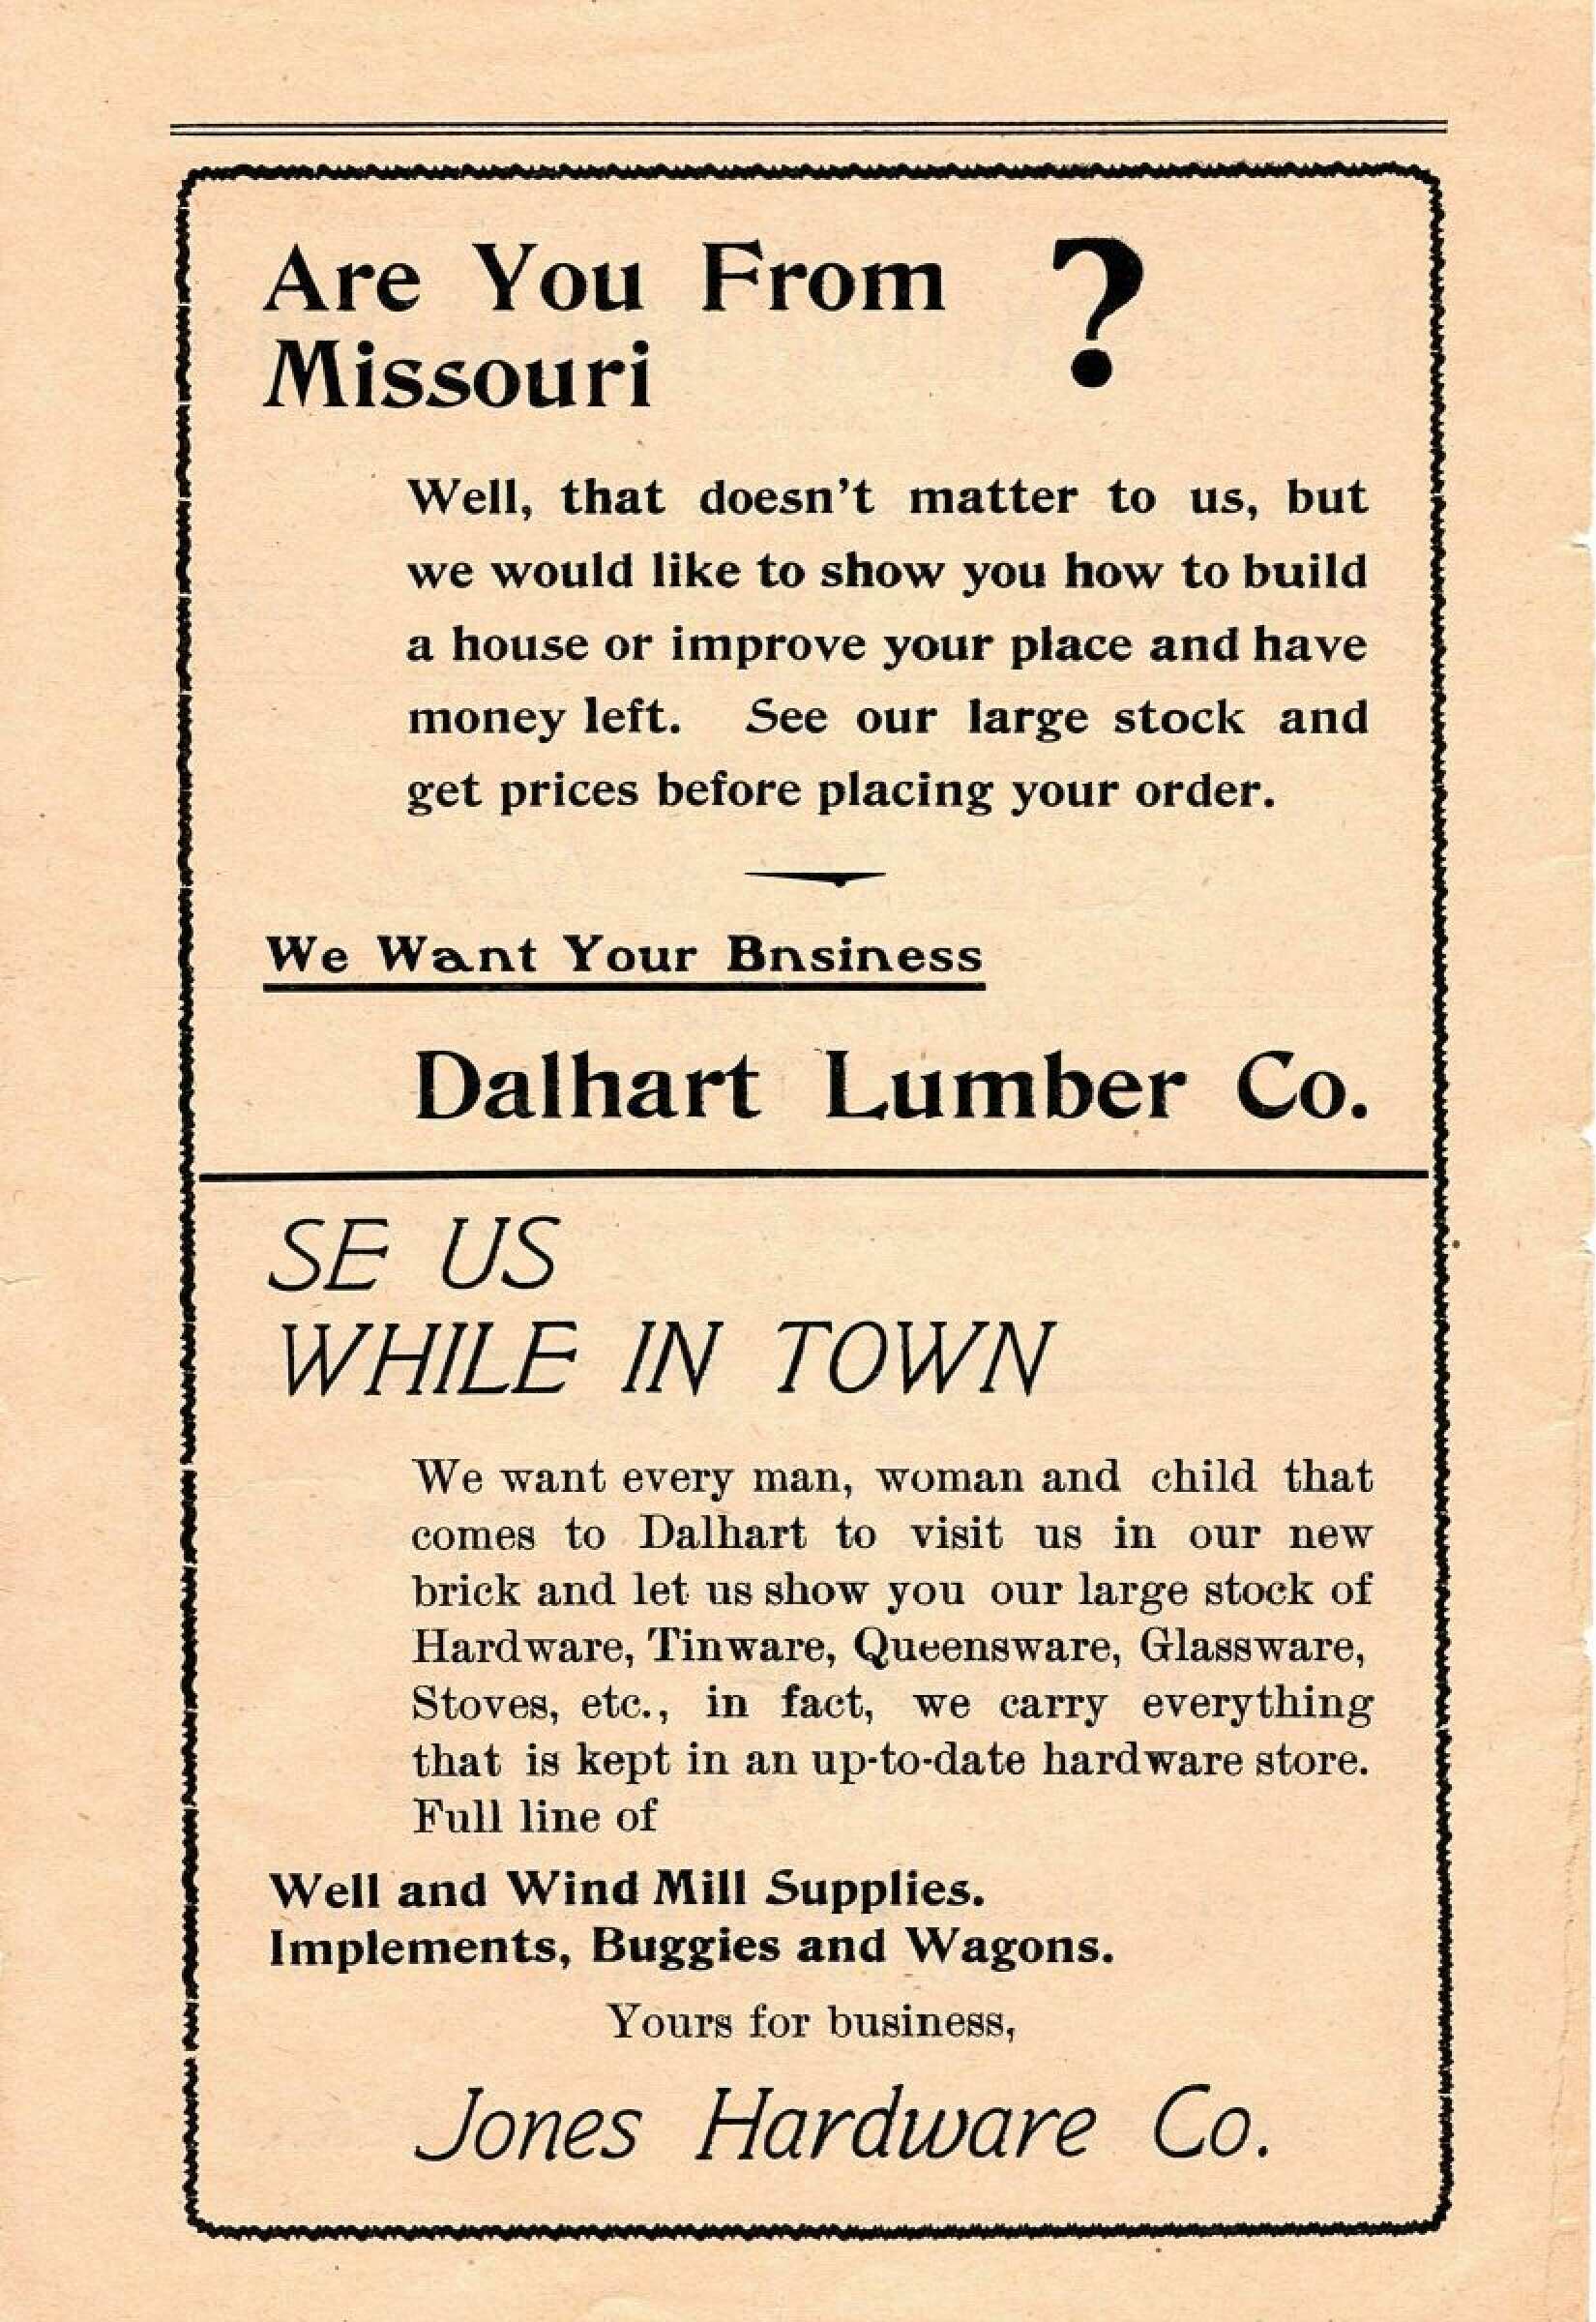 Are You From ?
Missouri
Well, that doesn't matter to us, but
we would like to show you how to build
a house or improve your place and have
money left. See our large stock and
get prices before placing your order.
We Want Your Bnsiness
Dalhart Lumber Co.
SE US
WHILE IN TOWN
We want every man, woman and child that
comes to Dalhart to visit us in our new
brick and let us show you our large stock of
Hardware, Tinware, Queensware, Glassware,
Stoves, etc., in fact, we carry everything
that is kept in an up-to-date hardware store.
Full line of
Well and Wind Mill Supplies.
Implements, Buggies and Wagons.
Yours for business,
Jones Hardware Co.